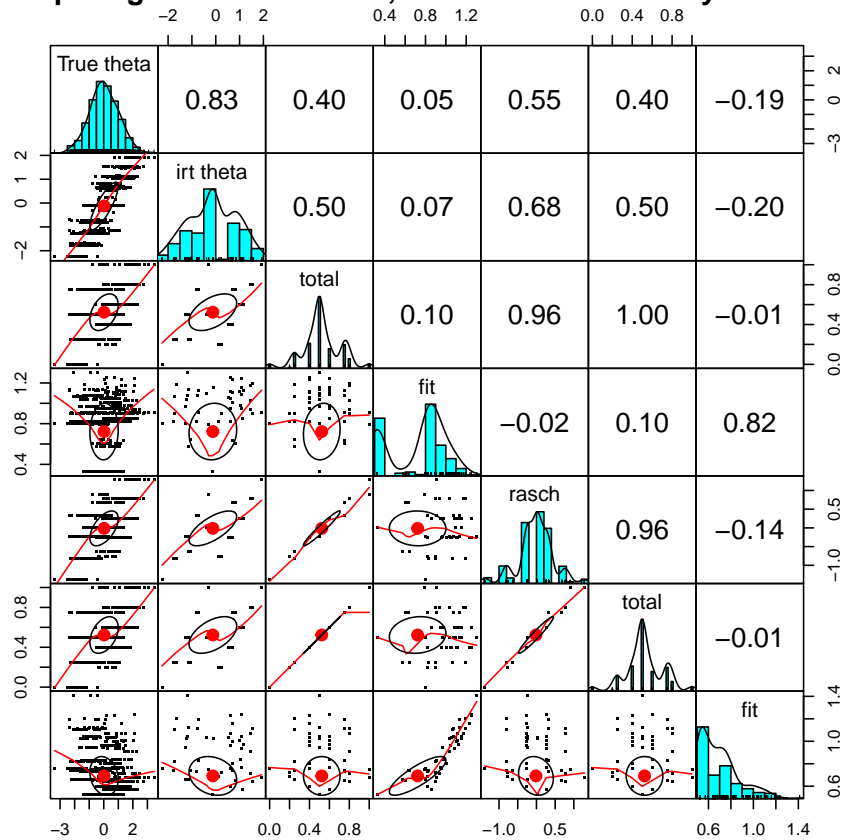 −2 0 1 2 0.4 0.8 1.2 0.0 0.4 0.8
True theta 0.83 0.40 0.05 0.55 0.40 −0.19 −3 0 2
−2 0 1 2 irt theta 0.50 0.07 0.68 0.50 −0.20
total 0.10 0.96 1.00 −0.01 0.0 0.4 0.8
0.4 0.8 1.2 fit −0.02 0.10 0.82
rasch 0.96 −0.14 −1.0 0.5
0.0 0.4 0.8 total −0.01
fit 0.6 1.0 1.4
−3 0 2 0.0 0.4 0.8 −1.0 0.5 0.6 1.0 1.4